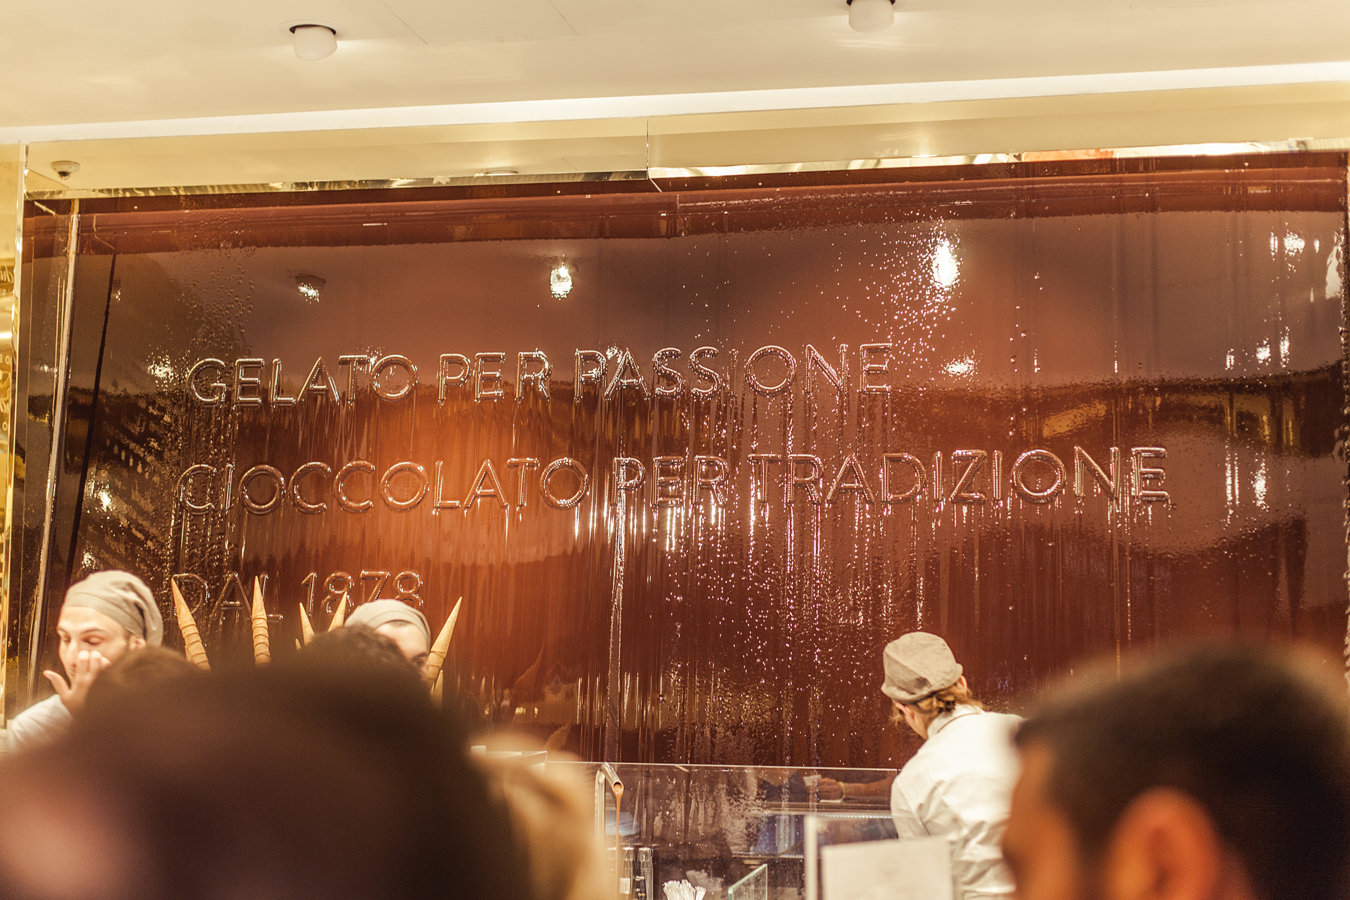 GELATO PER PASSIONE
CIOCCOLATO PER TRADIZIONE
DAL 1878